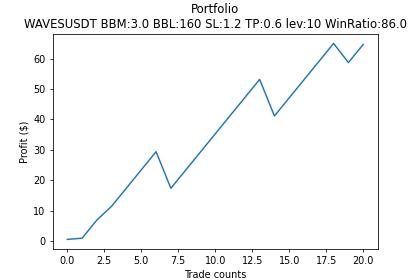 Portfolio
WAVESUSDT BBM:3.0 BBL:160 SL:1.2 TP:0.6 lev:10 WinRatio:86.0
60
50
40
30
20
10
0
Profit ($)
0.0 2.5 5.0 7.5 10.0 12.5 15.0 17.5 20.0
Trade counts